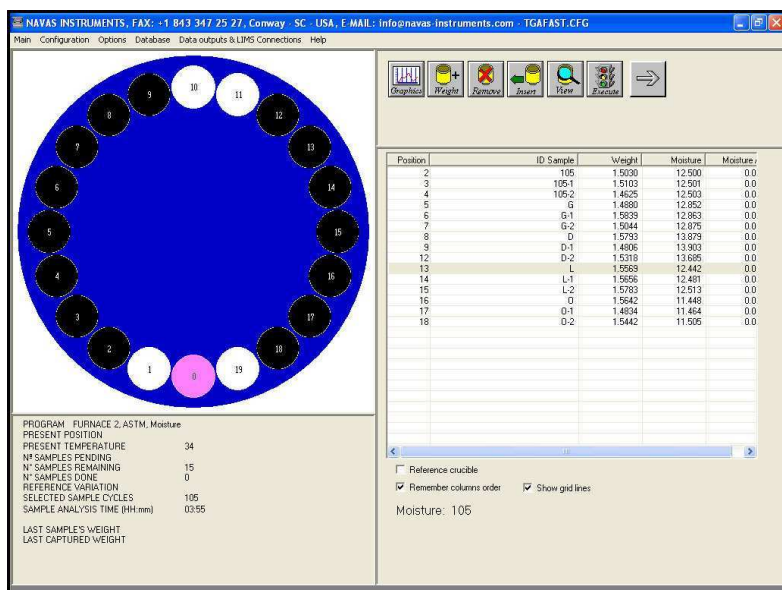 NAVAS INSTRUMENTS, FAX: +1 843 347 25 27, Conway - SC - USA, E-MAIL: info@navas-instruments.com - TGAFAST.CFG
Main Configuration Options Database Data outputs & LIMS Connections Help
10
9 11
8 12
7 13
6 14
5 15
4 16
3 17
2 18
1 19
0
Graphics Weight Remove Insert View Execute
Position ID Sample Weight Moisture Moisture
2 105 1.5030 12.500 0.0
3 105-1 1.5103 12.501 0.0
4 105-2 1.4625 12.503 0.0
5 G 1.4880 12.852 0.0
6 G-1 1.5839 12.863 0.0
7 G-2 1.5044 12.875 0.0
8 D 1.5793 13.879 0.0
9 D-1 1.4806 13.903 0.0
12 D-2 1.5318 13.685 0.0
13 L 1.5569 12.442 0.0
14 L-1 1.5656 12.481 0.0
15 L-2 1.5783 12.513 0.0
16 O 1.5642 11.448 0.0
17 O-1 1.4834 11.464 0.0
18 O-2 1.5442 11.505 0.0
Reference crucible
Remember columns order Show grid lines
Moisture: 105
PROGRAM FURNACE 2, ASTM, Moisture
PRESENT POSITION
PRESENT TEMPERATURE 34
Nº SAMPLES PENDING
N° SAMPLES REMAINING 15
N° SAMPLES DONE 0
REFERENCE VARIATION
SELECTED SAMPLE CYCLES 105
SAMPLE ANALYSIS TIME (HH:mm) 03:55
LAST SAMPLE'S WEIGHT
LAST CAPTURED WEIGHT